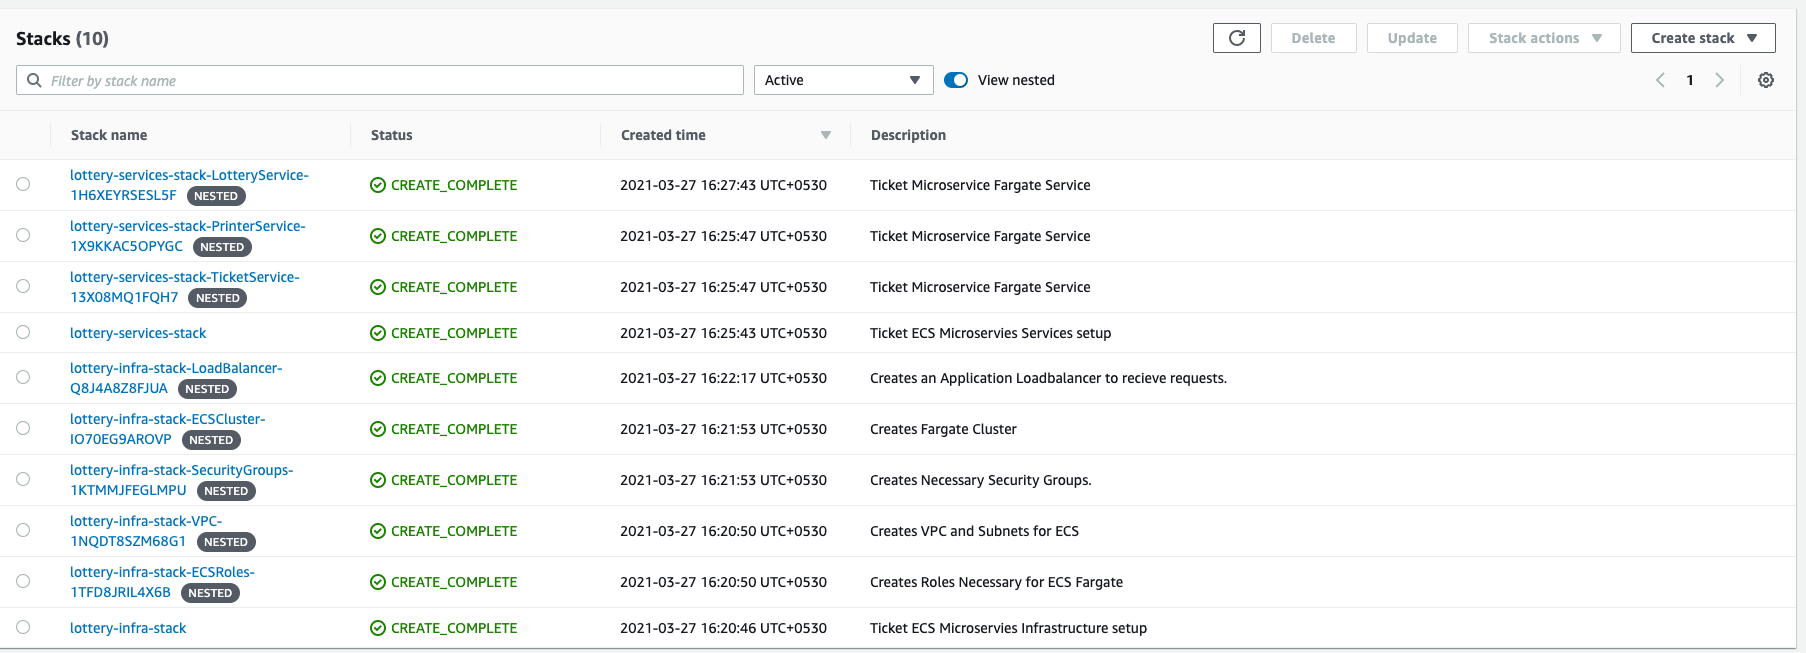 Stacks (10)
Delete
Update
Stack actions
Create stack
Filter by stack name
Active
View nested
1
Stack name
Status
Created time
Description
lottery-services-stack-LotteryService-
1H6XEYRSESL5F NESTED
CREATE_COMPLETE
2021-03-27 16:27:43 UTC+0530
Ticket Microservice Fargate Service
lottery-services-stack-PrinterService-
1X9KKAC5OPYGC NESTED
CREATE_COMPLETE
2021-03-27 16:25:47 UTC+0530
Ticket Microservice Fargate Service
lottery-services-stack-TicketService-
13X08MQ1FQH7 NESTED
CREATE_COMPLETE
2021-03-27 16:25:47 UTC+0530
Ticket Microservice Fargate Service
lottery-services-stack
CREATE_COMPLETE
2021-03-27 16:25:43 UTC+0530
Ticket ECS Microservies Services setup
lottery-infra-stack-LoadBalancer-
Q8J4A8Z8FJUA NESTED
CREATE_COMPLETE
2021-03-27 16:22:17 UTC+0530
Creates an Application Loadbalancer to recieve requests.
lottery-infra-stack-ECSCluster-
IO70EG9AROVP NESTED
CREATE_COMPLETE
2021-03-27 16:21:53 UTC+0530
Creates Fargate Cluster
lottery-infra-stack-SecurityGroups-
1KTMMJFEGLMPU NESTED
CREATE_COMPLETE
2021-03-27 16:21:53 UTC+0530
Creates Necessary Security Groups.
lottery-infra-stack-VPC-
1NQDT8SZM68G1 NESTED
CREATE_COMPLETE
2021-03-27 16:20:50 UTC+0530
Creates VPC and Subnets for ECS
lottery-infra-stack-ECSRoles-
1TFD8JRIL4X6B NESTED
CREATE_COMPLETE
2021-03-27 16:20:50 UTC+0530
Creates Roles Necessary for ECS Fargate
lottery-infra-stack
CREATE_COMPLETE
2021-03-27 16:20:46 UTC+0530
Ticket ECS Microservies Infrastructure setup